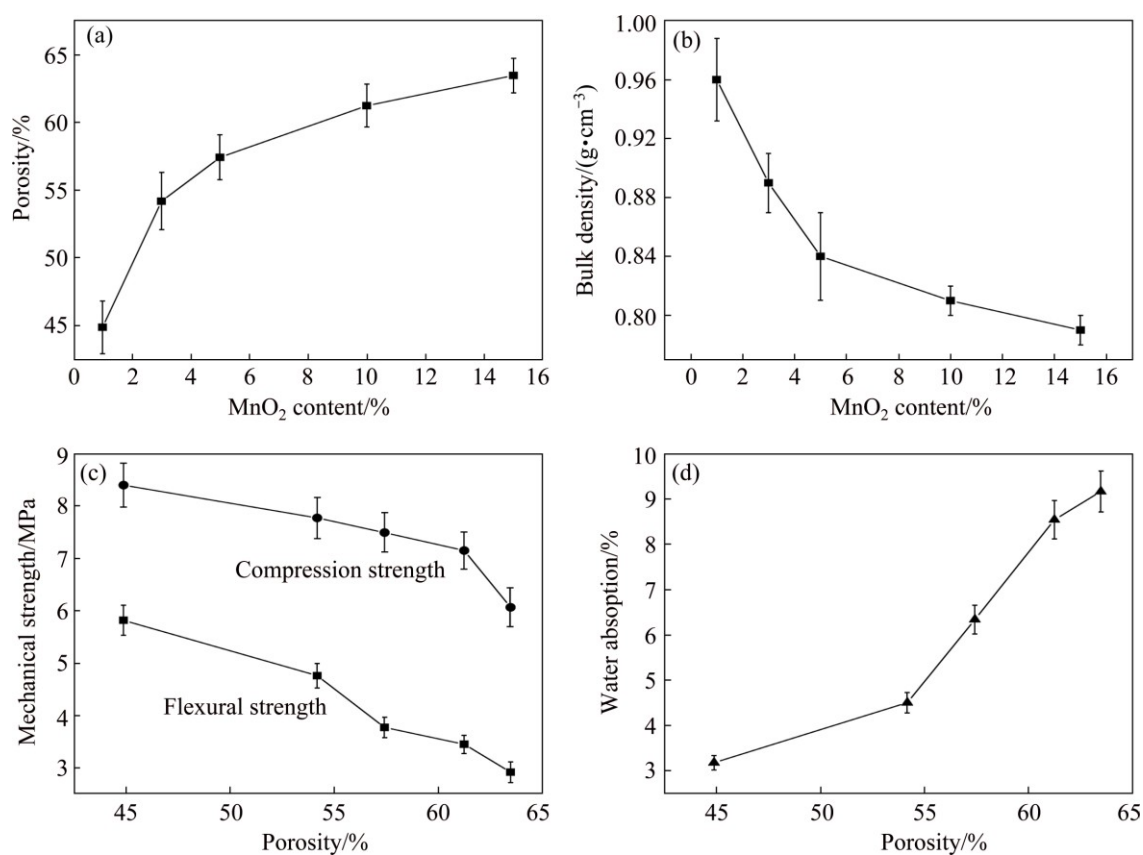 (a)
65
60
55
50
45
Porosity/%
0 2 4 6 8 10 12 14 16
MnO₂ content/%
(b)
1.00
0.96
0.92
0.88
0.84
0.80
Bulk density/(g•cm⁻³)
0 2 4 6 8 10 12 14 16
MnO₂ content/%
(c)
9
8
7
6
5
4
3
Mechanical strength/MPa
Compression strength
Flexural strength
45 50 55 60 65
Porosity/%
(d)
10
9
8
6
5
4
3
Water absoption/%
45 50 55 60 65
Porosity/%